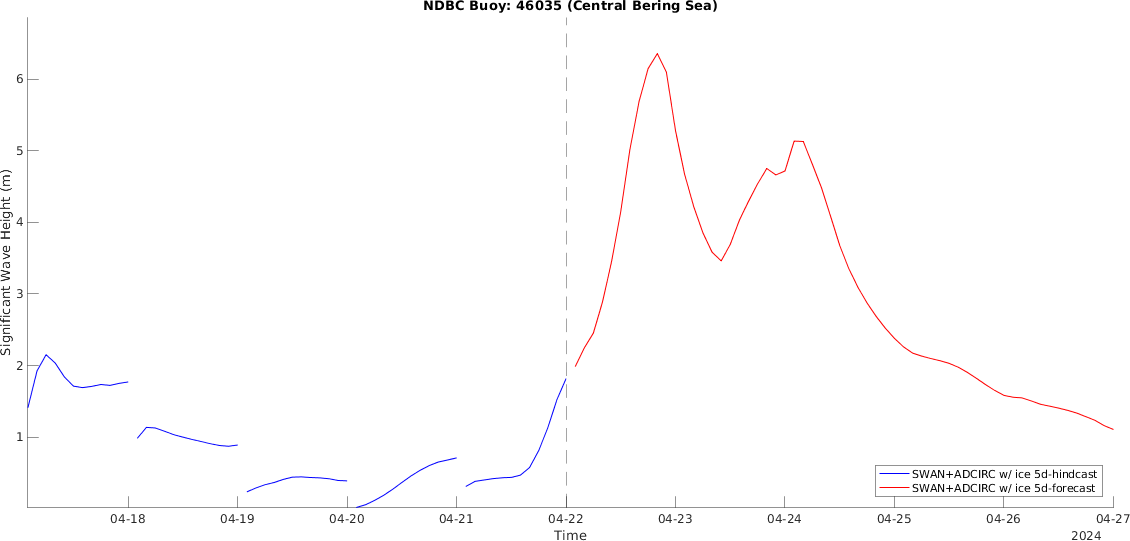 NDBC Buoy: 46035 (Central Bering Sea)
Significant Wave Height (m)
6
5
4
3
2
1
SWAN+ADCIRC w/ ice 5d-hindcast
SWAN+ADCIRC w/ ice 5d-forecast
04-18 04-19 04-20 04-21 04-22 04-23 04-24 04-25 04-26 04-27
Time
2024